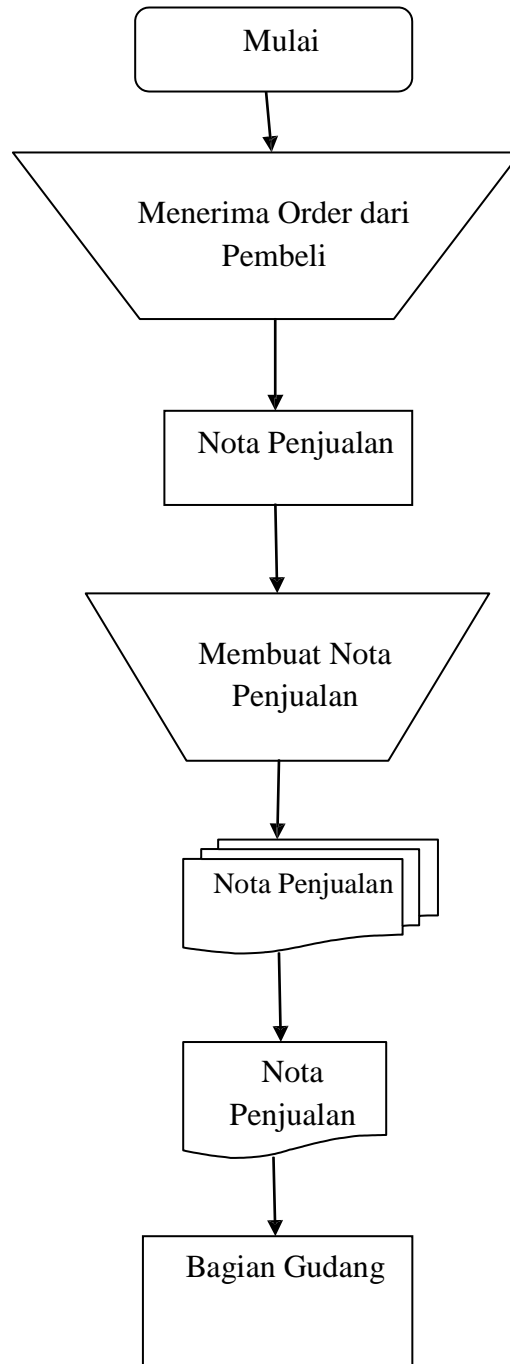 Mulai
Menerima Order dari
Pembeli
Nota Penjualan
Membuat Nota
Penjualan
Nota Penjualan
Nota
Penjualan
Bagian Gudang